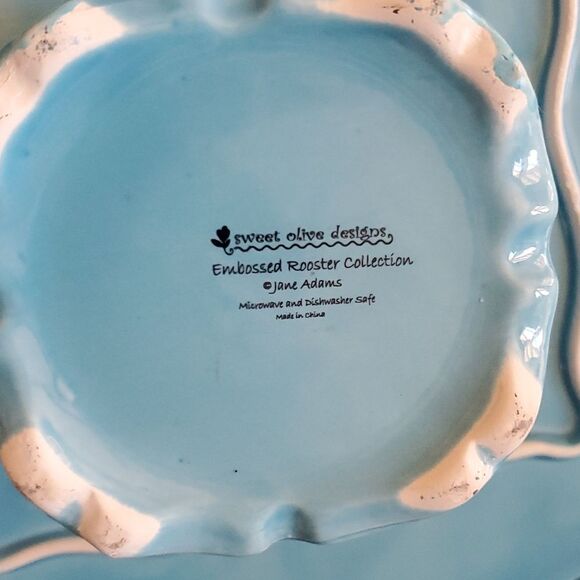 sweet olive designs
Embossed Rooster Collection
©Jane Adams
Microwave and Dishwasher Safe
Made in China